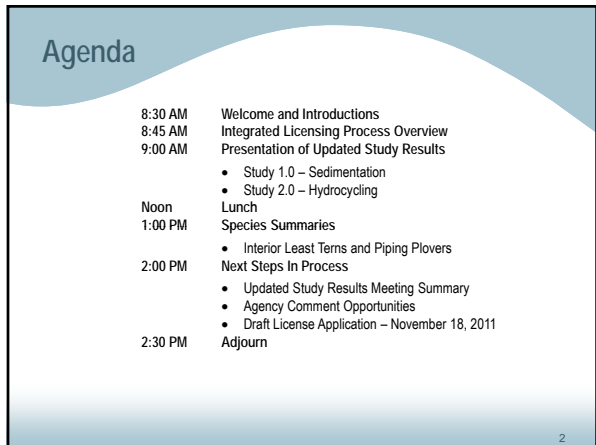 Agenda
8:30 AM Welcome and Introductions
8:45 AM Integrated Licensing Process Overview
9:00 AM Presentation of Updated Study Results
• Study 1.0 – Sedimentation
• Study 2.0 – Hydrocycling
Noon Lunch
1:00 PM Species Summaries
• Interior Least Terns and Piping Plovers
2:00 PM Next Steps In Process
• Updated Study Results Meeting Summary
• Agency Comment Opportunities
• Draft License Application – November 18, 2011
2:30 PM Adjourn
2